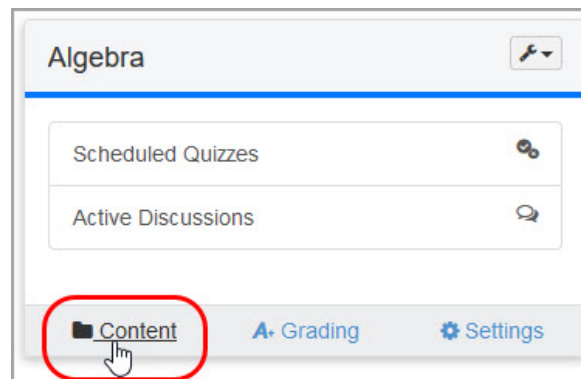 Algebra
Scheduled Quizzes
Active Discussions
Content A+ Grading Settings